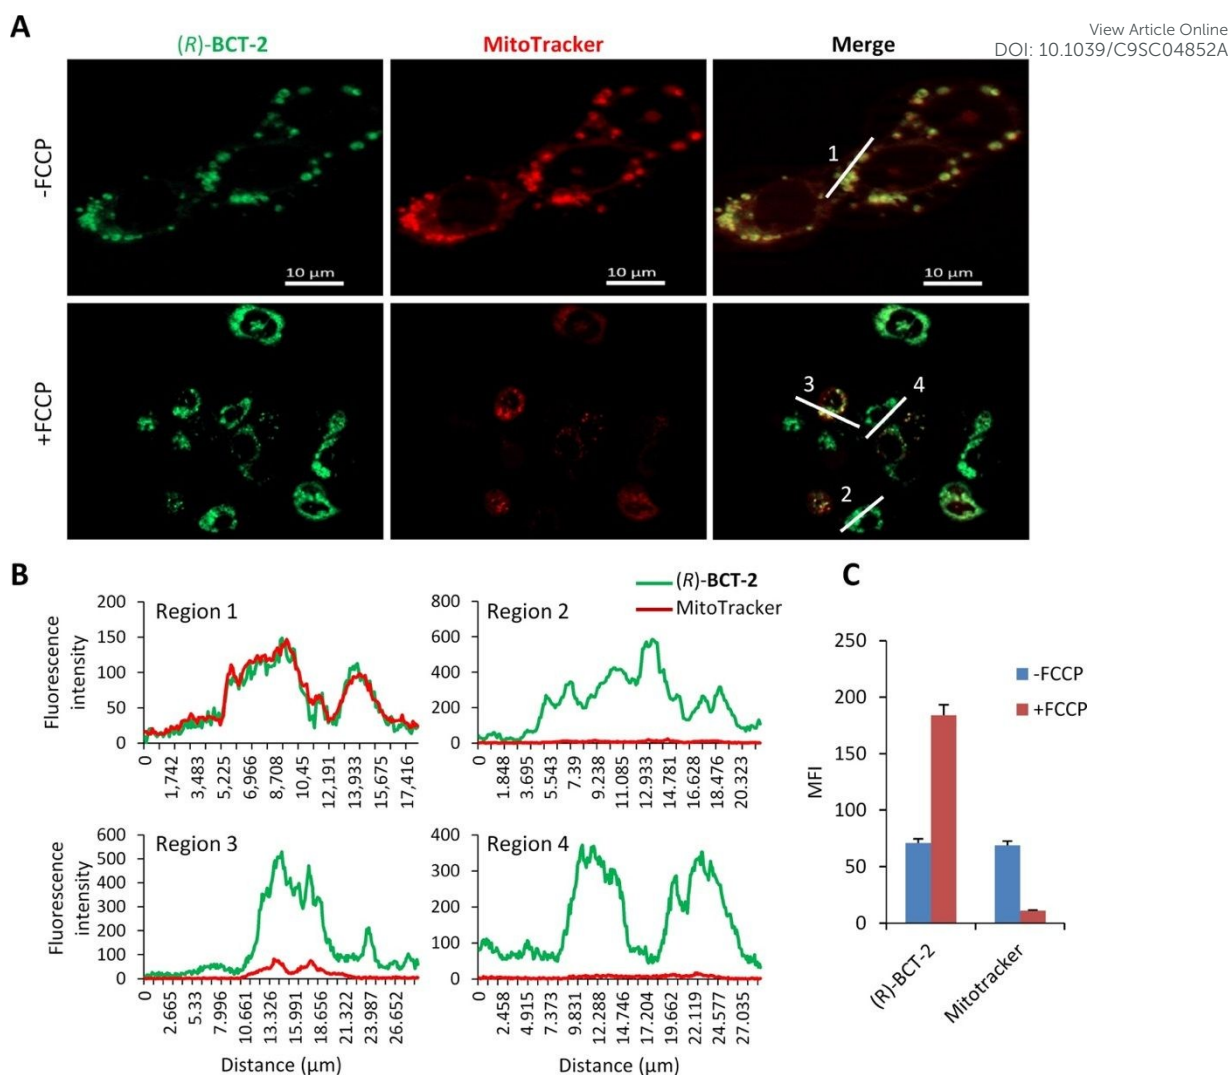 View Article Online
DOI: 10.1039/C9SC04852A
A
(R)-BCT-2
MitoTracker
Merge
-FCCP
1
10 µm
10 µm
10 µm
+FCCP
3
4
2
B
(R)-BCT-2
MitoTracker
Fluorescence
intensity
Region 1
200
150
100
50
0
0
1,742
3,483
5,225
6,966
8,708
10,45
12,191
13,933
15,675
17,416
Region 2
800
600
400
200
0
0
1.848
3.695
5.543
7.39
9.238
11.085
12.933
14.781
16.628
18.476
20.323
Fluorescence
intensity
Region 3
600
500
400
300
200
100
0
0
2.665
5.33
7.996
10.661
13.326
15.991
18.656
21.322
23.987
26.652
Distance (µm)
Region 4
400
300
200
100
0
0
2.458
4.915
7.373
9.831
12.288
14.746
17.204
19.662
22.119
24.577
27.035
Distance (µm)
C
MFI
250
200
150
100
50
0
-FCCP
+FCCP
(R)-BCT-2
Mitotracker